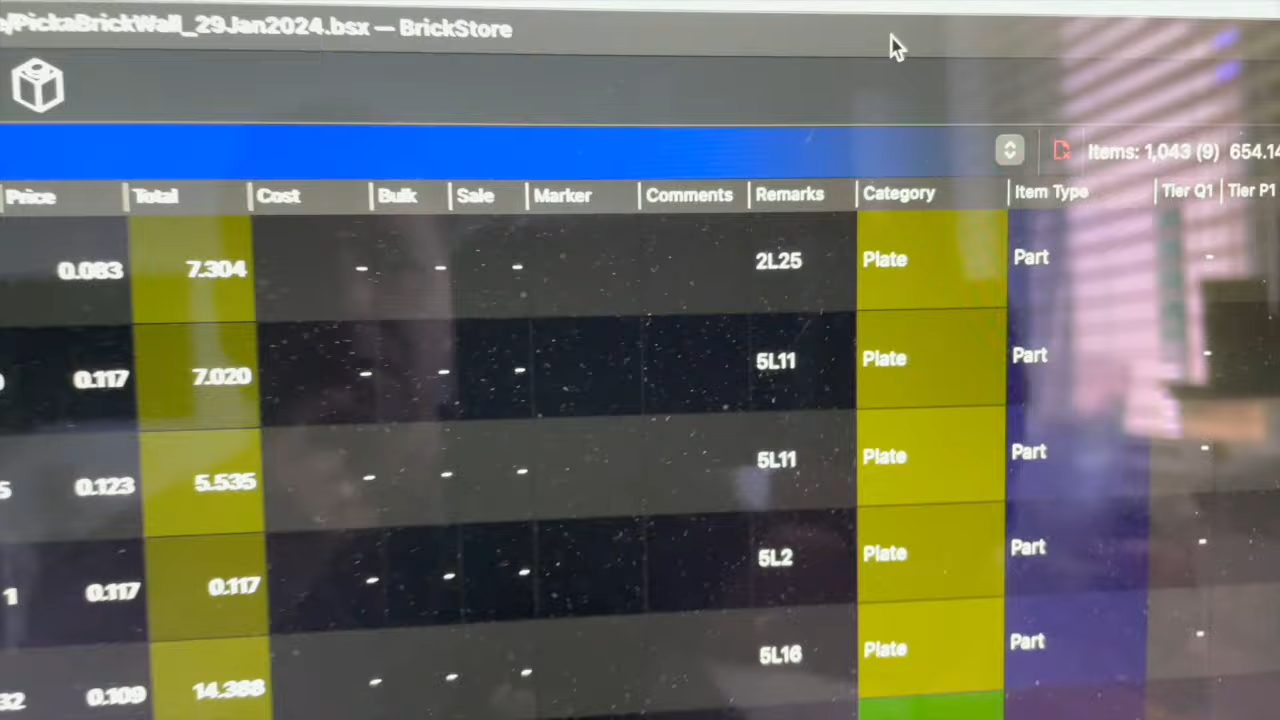 e/PickaBrickWall_29Jan2024.bsx — BrickStore
Items: 1,043 (9) 654.14
Price Total Cost Bulk Sale Marker Comments Remarks Category Item Type Tier Q1 Tier P1
0.083 7.304 - - - 2L25 Plate Part -
0.117 7.020 - - - 5L11 Plate Part -
5 0.123 5.535 - - - 5L11 Plate Part -
1 0.117 0.117 - - - 5L2 Plate Part -
32 0.109 14.388 - - - 5L16 Plate Part -